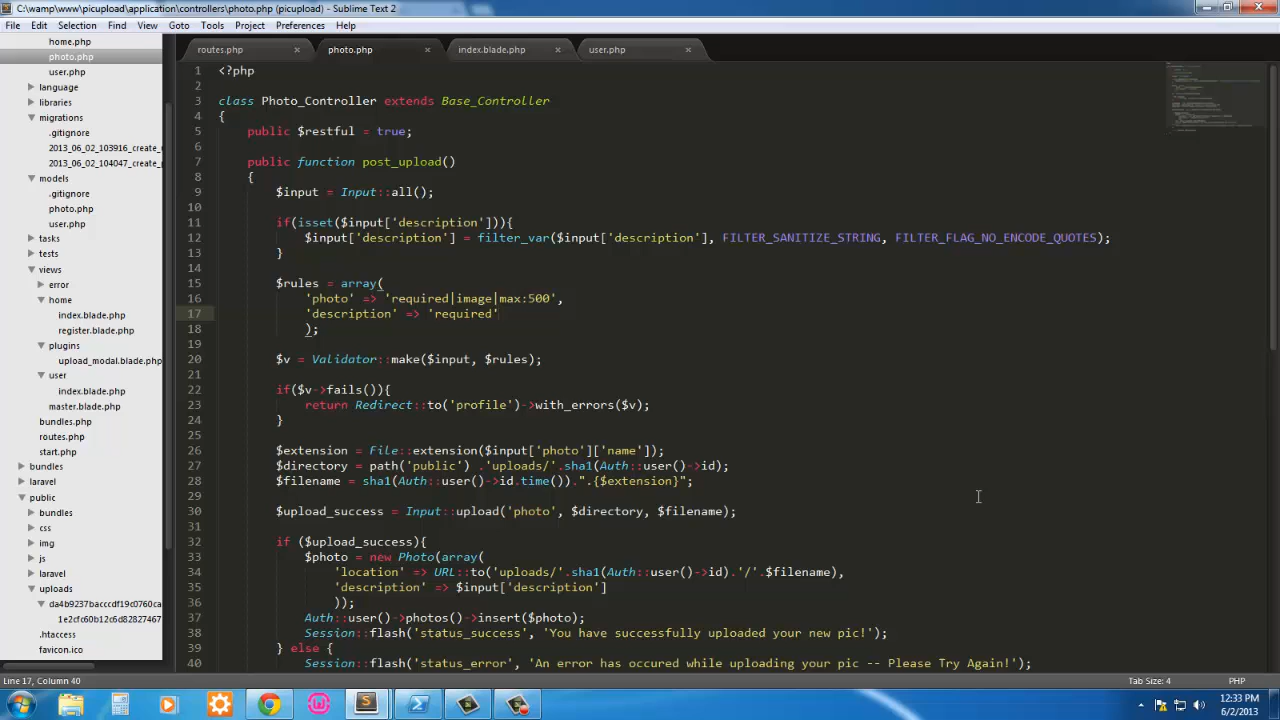 C:\wamp\www\picupload\application\controllers\photo.php (picupload) - Sublime Text 2
File Edit Selection Find View Goto Tools Project Preferences Help
home.php
photo.php
user.php
language
libraries
migrations
.gitignore
2013_06_02_103916_create_
2013_06_02_104047_create_
models
.gitignore
photo.php
user.php
tasks
tests
views
error
home
index.blade.php
register.blade.php
plugins
upload_modal.blade.php
user
index.blade.php
master.blade.php
bundles.php
routes.php
start.php
bundles
laravel
public
bundles
css
img
js
laravel
uploads
da4b9237bacccdf19c0760ca
1e2cfc60b12c6d82827467
.htaccess
favicon.ico
routes.php photo.php index.blade.php user.php
1 <?php
2
3 class Photo_Controller extends Base_Controller
4 {
5 public $restful = true;
6
7 public function post_upload()
8 {
9 $input = Input::all();
10
11 if(isset($input['description'])){
12 $input['description'] = filter_var($input['description'], FILTER_SANITIZE_STRING, FILTER_FLAG_NO_ENCODE_QUOTES);
13 }
14
15 $rules = array(
16 'photo' => 'required|image|max:500',
17 'description' => 'required'
18 );
19
20 $v = Validator::make($input, $rules);
21
22 if($v->fails()){
23 return Redirect::to('profile')->with_errors($v);
24 }
25
26 $extension = File::extension($input['photo']['name']);
27 $directory = path('public') .'uploads/'.sha1(Auth::user()->id);
28 $filename = sha1(Auth::user()->id.time()).".{$extension}";
29
30 $upload_success = Input::upload('photo', $directory, $filename);
31
32 if ($upload_success){
33 $photo = new Photo(array(
34 'location' => URL::to('uploads/'.sha1(Auth::user()->id).'/'.$filename),
35 'description' => $input['description']
36 ));
37 Auth::user()->photos()->insert($photo);
38 Session::flash('status_success', 'You have successfully uploaded your new pic!');
39 } else {
40 Session::flash('status_error', 'An error has occured while uploading your pic -- Please Try Again!');
Line 17, Column 40 Tab Size: 4 PHP
12:33 PM
6/2/2013